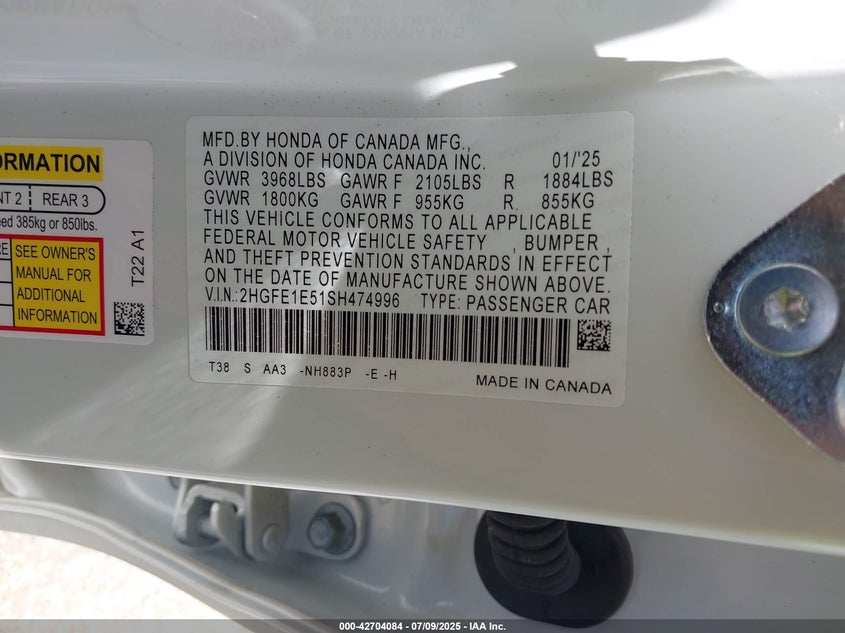 MFD.BY HONDA OF CANADA MFG.,
A DIVISION OF HONDA CANADA INC. 01/'25
GVWR 3968LBS GAWR F 2105LBS R 1884LBS
GVWR 1800KG GAWR F 955KG R. 855KG
THIS VEHICLE CONFORMS TO ALL APPLICABLE
FEDERAL MOTOR VEHICLE SAFETY , BUMPER ,
AND THEFT PREVENTION STANDARDS IN EFFECT
ON THE DATE OF MANUFACTURE SHOWN ABOVE.
V.I.N.:2HGFE1E51SH474996 TYPE: PASSENGER CAR
T38 S AA3 -NH883P -E -H
MADE IN CANADA
REAR 3
385kg or 850lbs.
SEE OWNER'S
MANUAL FOR
ADDITIONAL
INFORMATION
T22 A1
000-42704084 / 07/09/2025 - IAA Inc.